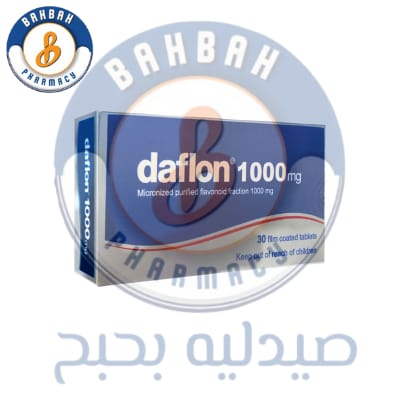 BAHBAH
PHARMACY
BAHBAH
daflon® 1000 mg
Micronized purified flavonoid fraction 1000 mg
30 film coated tablets
Keep out of reach of children
daflon 1000 mg
PHARMACY
صيدليه بحبح